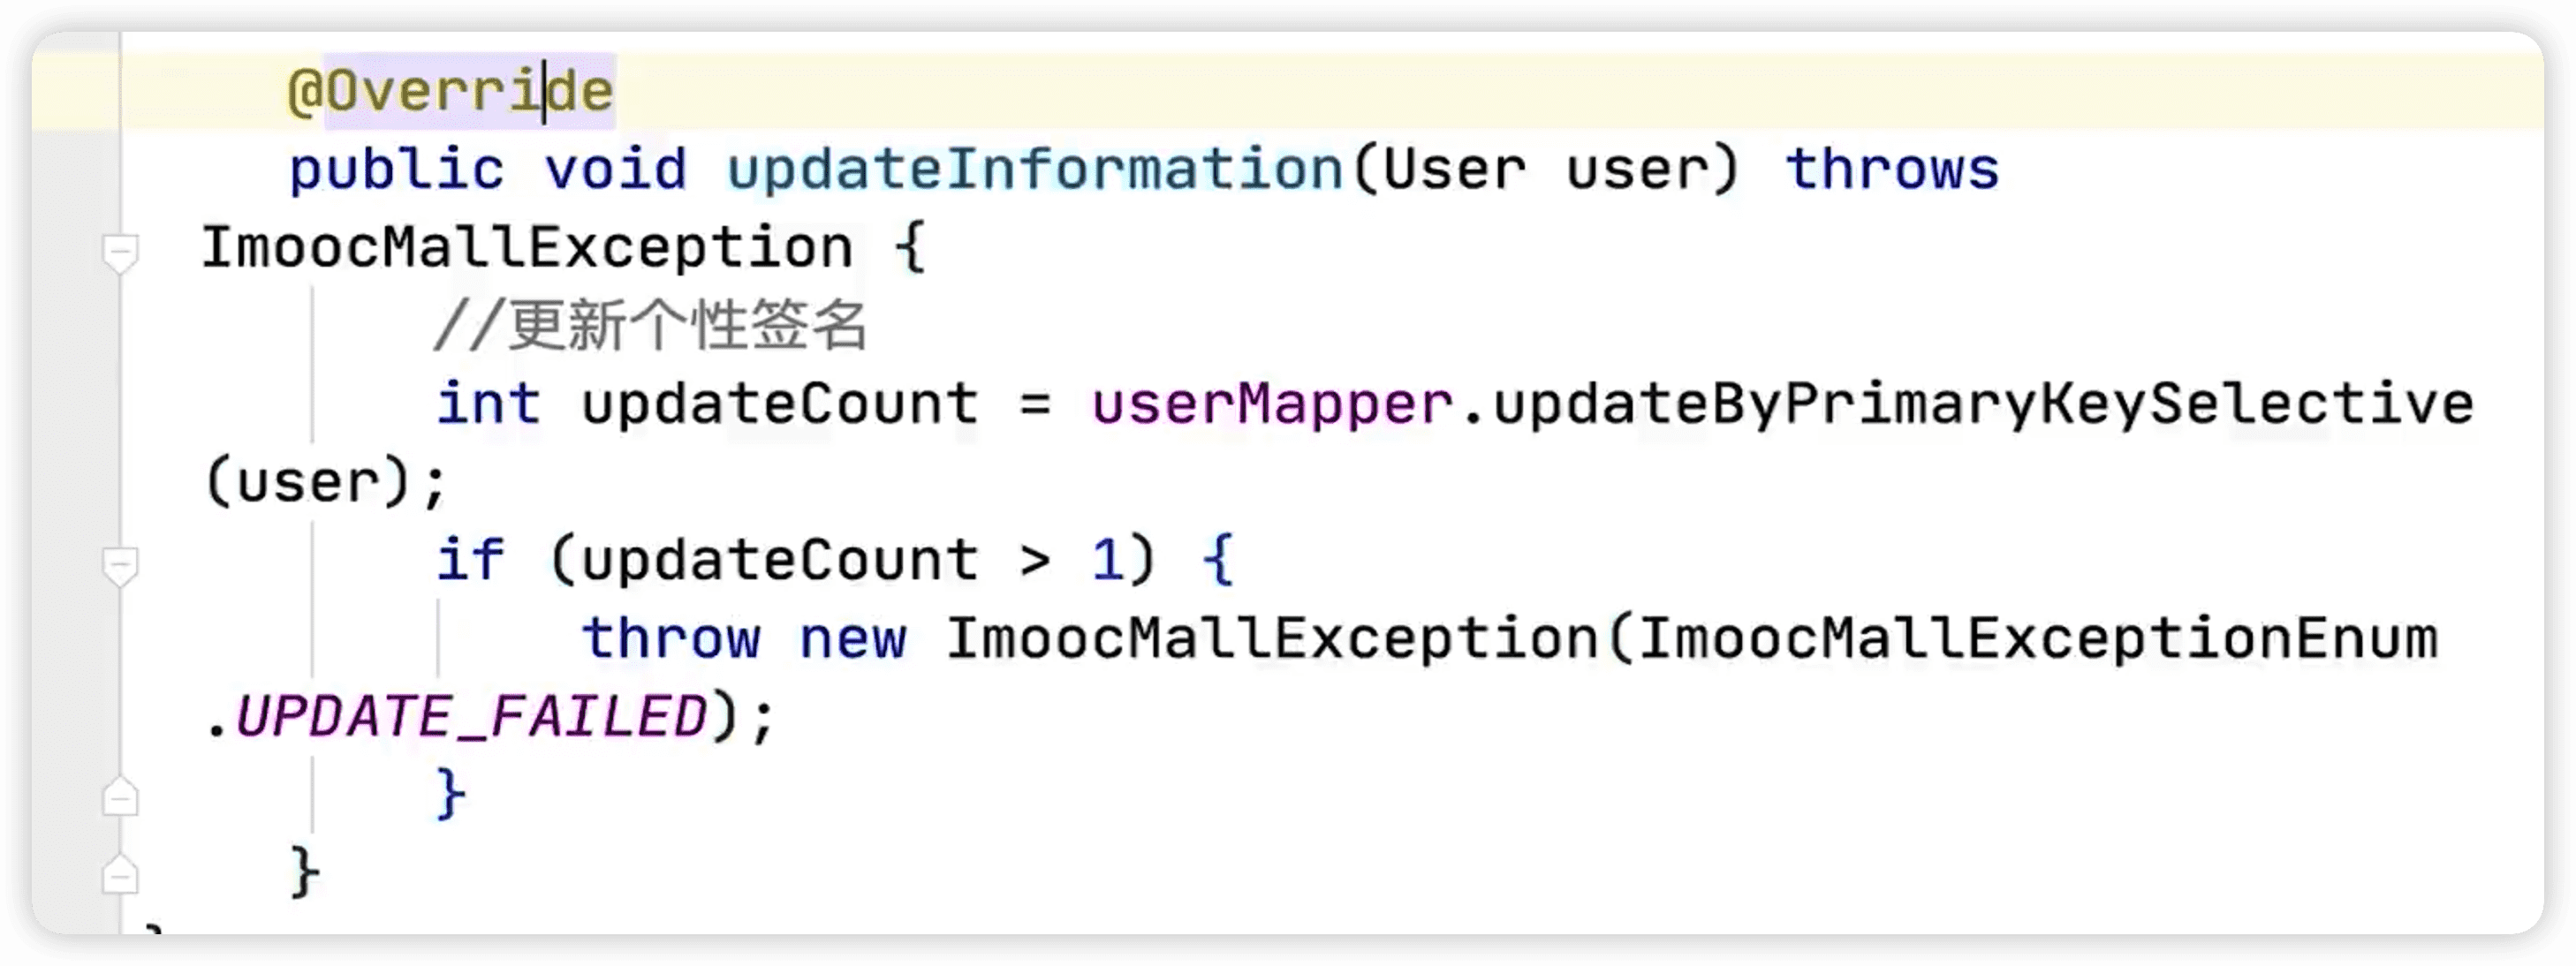 @Override
public void updateInformation(User user) throws
ImoocMallException {
//更新个性签名
int updateCount = userMapper.updateByPrimaryKeySelective
(user);
if (updateCount > 1) {
throw new ImoocMallException(ImoocMallExceptionEnum
.UPDATE_FAILED);
}
}